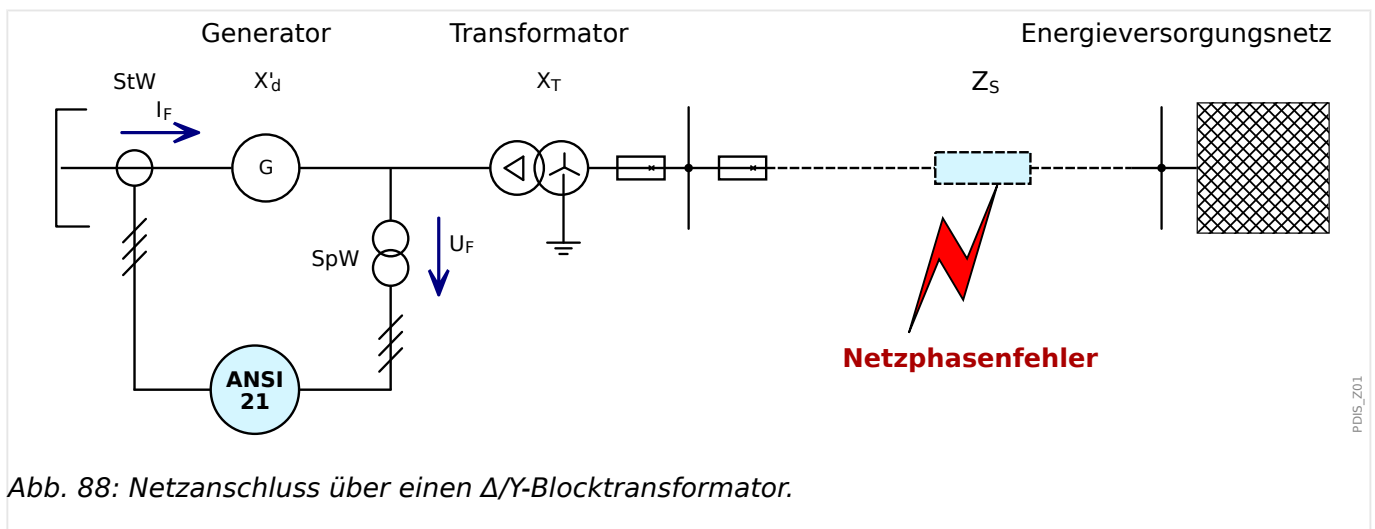 Generator Transformator Energieversorgungsnetz
StW X'd XT ZS
IF
G
SpW UF
ANSI
21
Netzphasenfehler
PDIS_Z01
Abb. 88: Netzanschluss über einen Δ/Y-Blocktransformator.